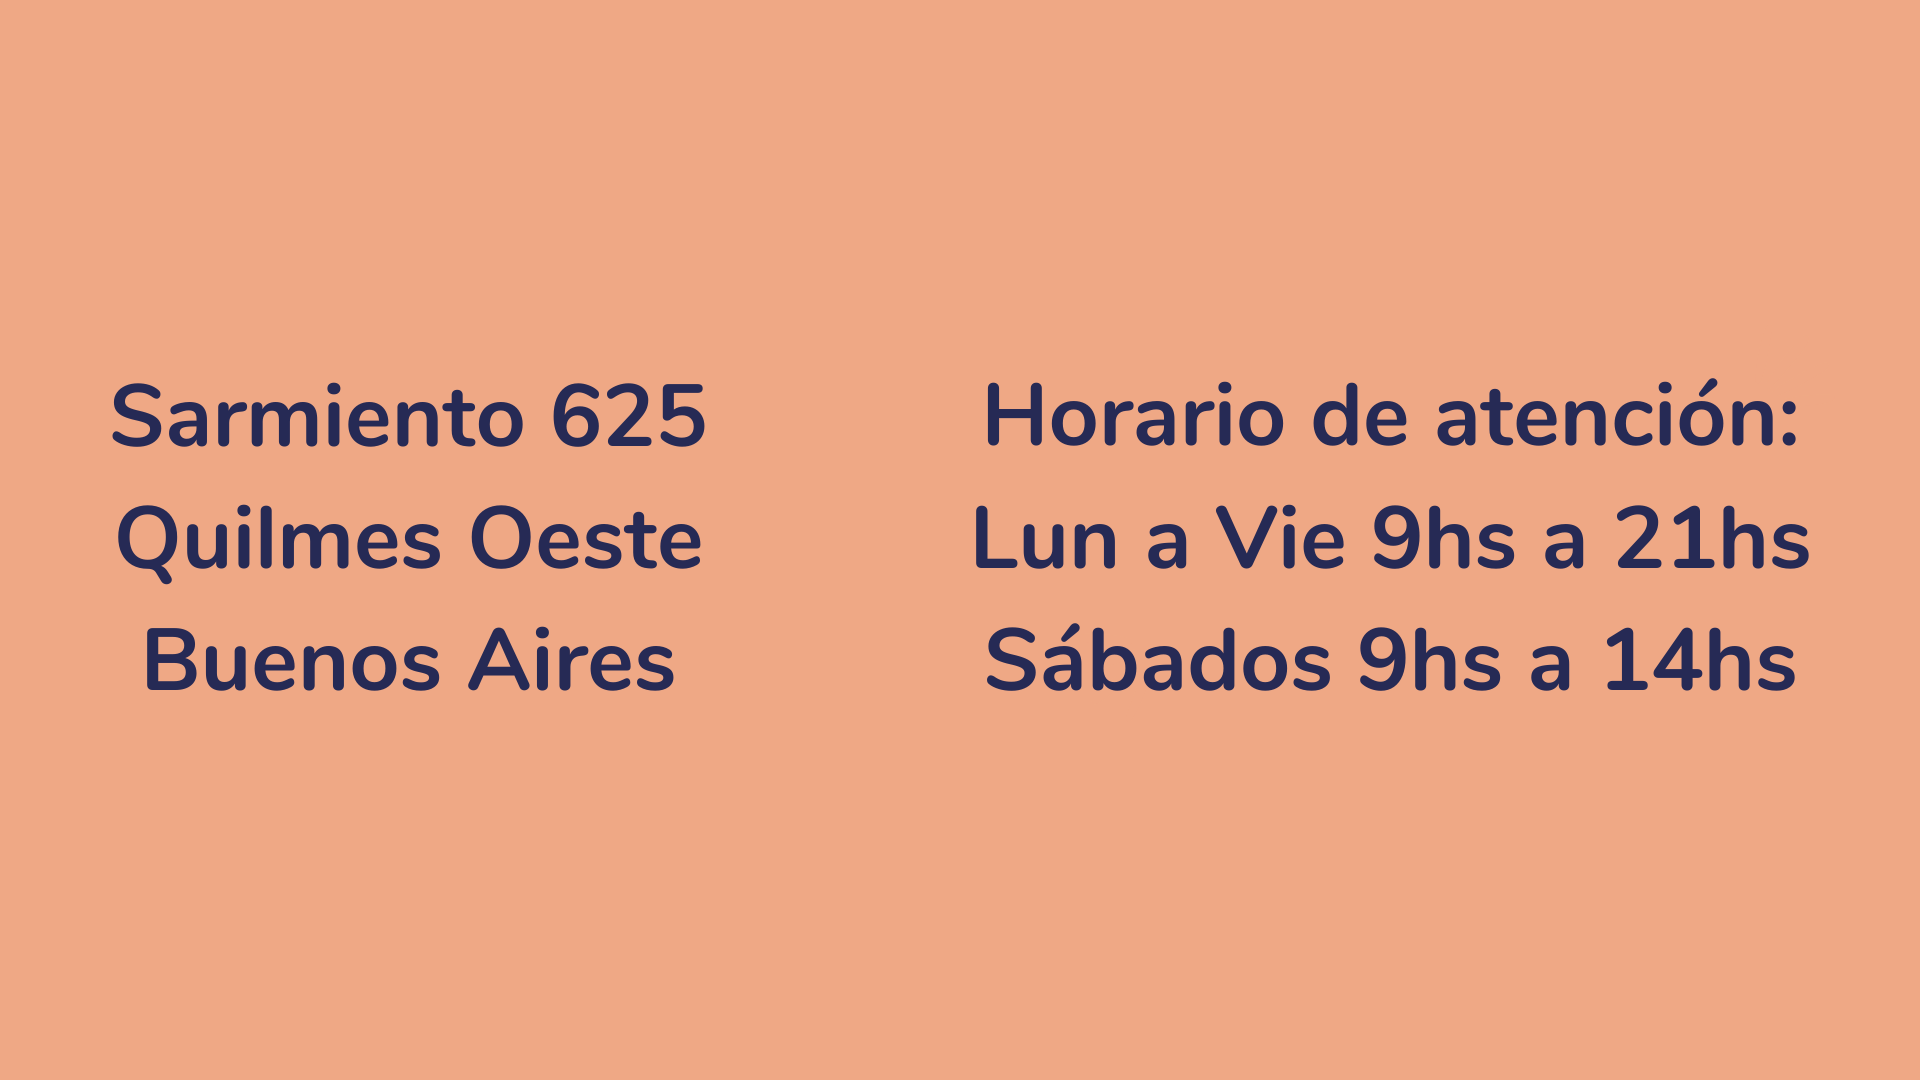 Sarmiento 625
Quilmes Oeste
Buenos Aires
Horario de atención:
Lun a Vie 9hs a 21hs
Sábados 9hs a 14hs